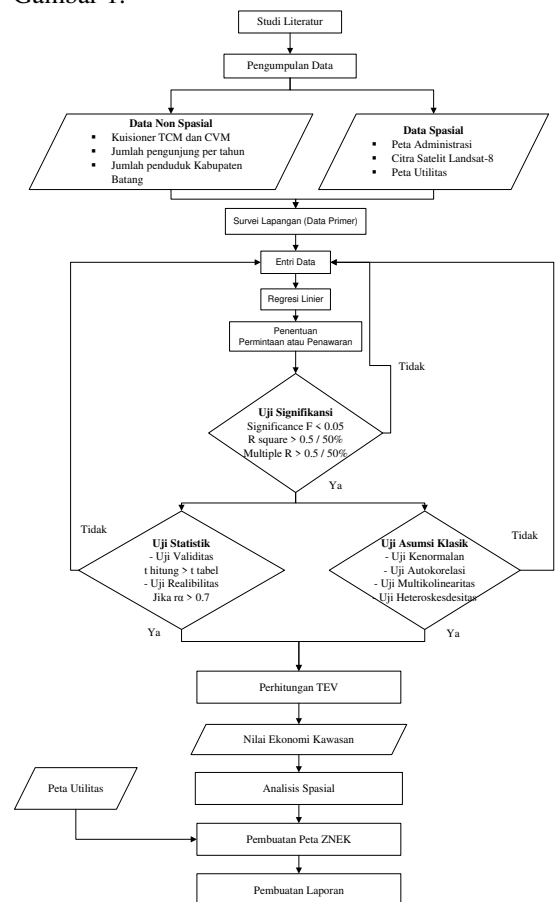 Gambar 1.
Studi Literatur
Pengumpulan Data
Data Non Spasial
▪ Kuisioner TCM dan CVM
▪ Jumlah pengunjung per tahun
▪ Jumlah penduduk Kabupaten
Batang
Data Spasial
▪ Peta Administrasi
▪ Citra Satelit Landsat-8
▪ Peta Utilitas
Survei Lapangan (Data Primer)
Entri Data
Regresi Linier
Penentuan
Permintaan atau Penawaran
Tidak
Uji Signifikansi
Significance F < 0.05
R square > 0.5 / 50%
Multiple R > 0.5 / 50%
Ya
Tidak
Uji Statistik
- Uji Validitas
t hitung > t tabel
- Uji Realibilitas
Jika rα > 0.7
Ya
Tidak
Uji Asumsi Klasik
- Uji Kenormalan
- Uji Autokorelasi
- Uji Multikolinearitas
- Uji Heteroskesdesitas
Ya
Perhitungan TEV
Nilai Ekonomi Kawasan
Peta Utilitas
Analisis Spasial
Pembuatan Peta ZNEK
Pembuatan Laporan